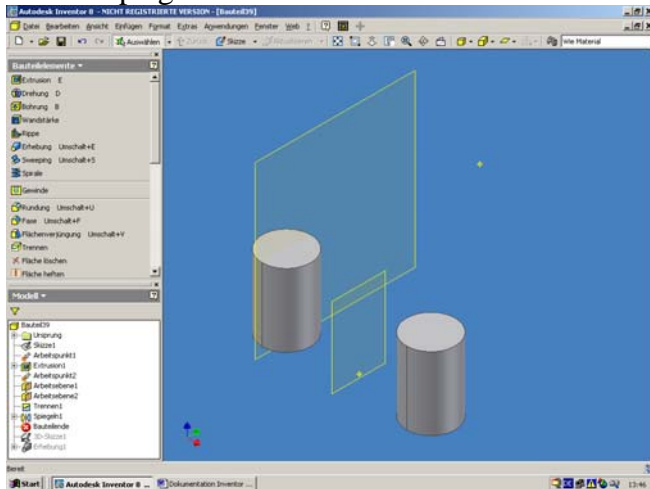 Autodesk Inventor 8 - NICHT REGISTRIERTE VERSION - [Bauteil39]
Datei Bearbeiten Ansicht Einfügen Format Extras Anwendungen Fenster Web ?
Auswählen Zurück Skizze Aktualisieren Wie Material
Bauteilelemente
Extrusion E
Drehung D
Bohrung B
Wandstärke
Rippe
Erhebung Umschalt+E
Sweeping Umschalt+S
Spirale
Gewinde
Rundung Umschalt+U
Fase Umschalt+F
Flächenverjüngung Umschalt+V
Trennen
Fläche löschen
Fläche heften
Modell
Bauteil39
Ursprung
Skizze1
Arbeitspunkt1
Extrusion1
Arbeitspunkt2
Arbeitsebene1
Arbeitsebene2
Trennen1
Spiegeln1
Bauteilende
3D-Skizze1
Erhebung1
Bereit
Start Autodesk Inventor 8 ... Dokumentation Inventor ... 13:46